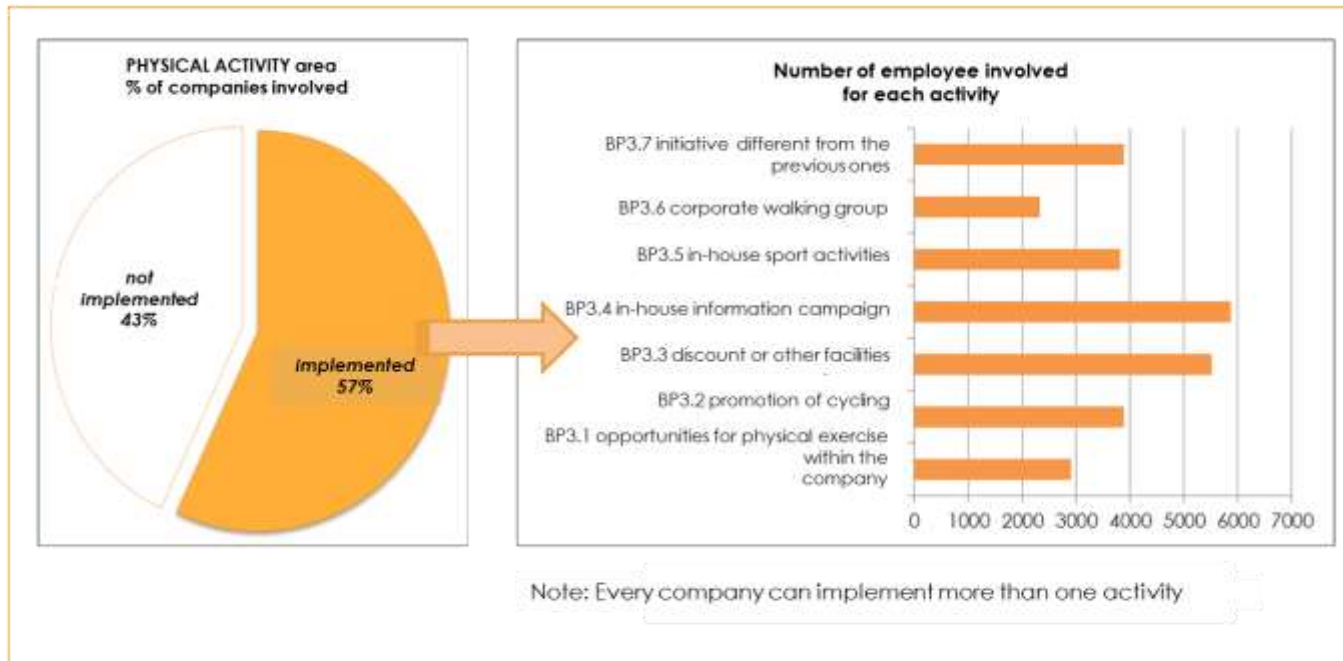 PHYSICAL ACTIVITY area
% of companies involved
not
implemented
43%
implemented
57%
Number of employee involved
for each activity
BP3.7 initiative different from the
previous ones
BP3.6 corporate walking group
BP3.5 in-house sport activities
BP3.4 in-house information campaign
BP3.3 discount or other facilities
BP3.2 promotion of cycling
BP3.1 opportunities for physical exercise
within the
company
0 1000 2000 3000 4000 5000 6000 7000
Note: Every company can implement more than one activity